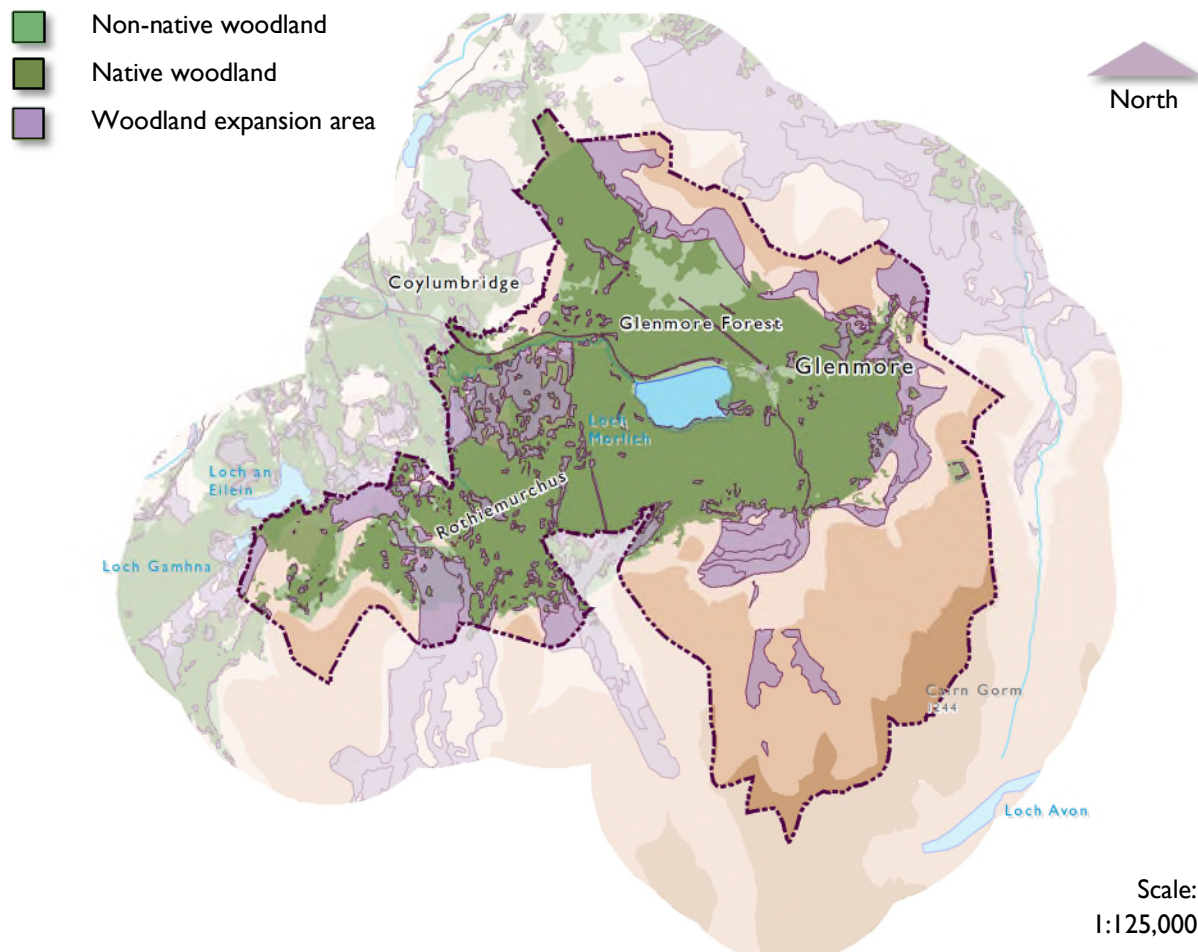 Non-native woodland
Native woodland
Woodland expansion area
North
Coylumbridge
Glenmore Forest
Glenmore
Loch
Morlich
Loch an
Eilein
Rothiemurchus
Loch Gamhna
Cairn Gorm
1244
Loch Avon
Scale:
1:125,000